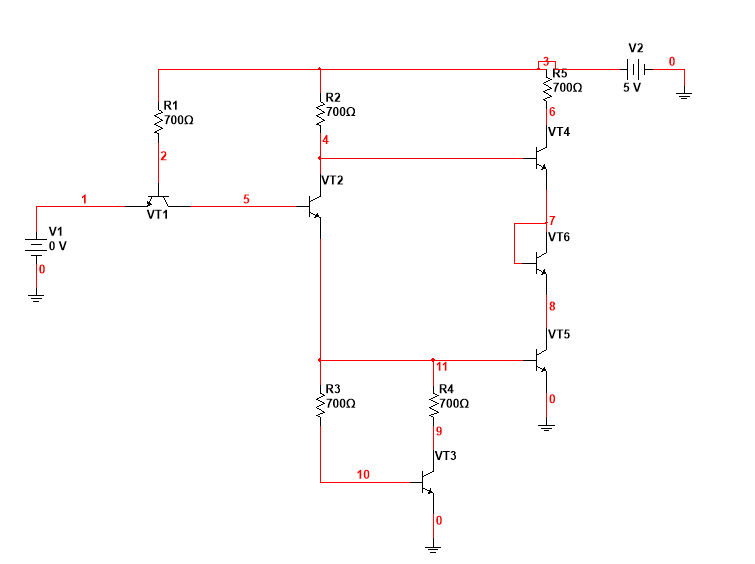 V2
3
0
R5
700Ω
5 V
R1
700Ω
R2
700Ω
6
4
VT4
2
VT2
1
5
VT1
7
V1
0 V
VT6
0
8
VT5
11
R3
700Ω
R4
700Ω
0
9
VT3
10
0